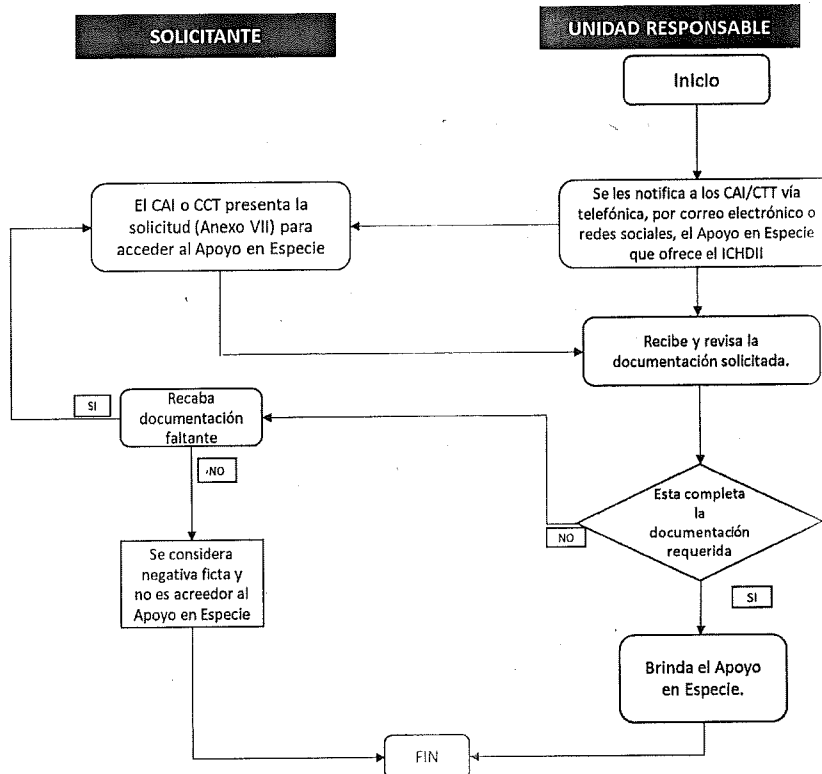 SOLICITANTE
UNIDAD RESPONSABLE
Inicio
Se les notifica a los CAI/CTT vía
telefónica, por correo electrónico o
redes sociales, el Apoyo en Especie
que ofrece el ICHDII
El CAI o CCT presenta la
solicitud (Anexo VII) para
acceder al Apoyo en Especie
Recibe y revisa la
documentación solicitada.
SI
Recaba
documentación
faltante
NO
Esta completa
la
documentación
requerida
NO
SI
Se considera
negativa ficta y
no es acreedor al
Apoyo en Especie
Brinda el Apoyo
en Especie.
FIN